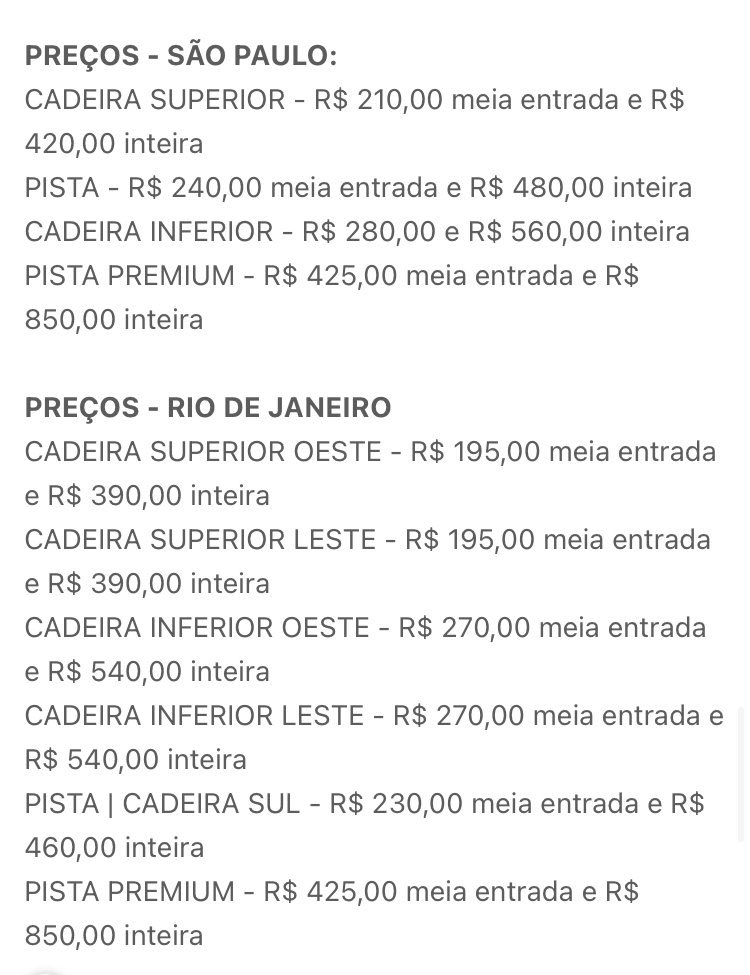 PREÇOS - SÃO PAULO:
CADEIRA SUPERIOR - R$ 210,00 meia entrada e R$
420,00 inteira
PISTA - R$ 240,00 meia entrada e R$ 480,00 inteira
CADEIRA INFERIOR - R$ 280,00 e R$ 560,00 inteira
PISTA PREMIUM - R$ 425,00 meia entrada e R$
850,00 inteira
PREÇOS - RIO DE JANEIRO
CADEIRA SUPERIOR OESTE - R$ 195,00 meia entrada
e R$ 390,00 inteira
CADEIRA SUPERIOR LESTE - R$ 195,00 meia entrada
e R$ 390,00 inteira
CADEIRA INFERIOR OESTE - R$ 270,00 meia entrada
e R$ 540,00 inteira
CADEIRA INFERIOR LESTE - R$ 270,00 meia entrada e
R$ 540,00 inteira
PISTA | CADEIRA SUL - R$ 230,00 meia entrada e R$
460,00 inteira
PISTA PREMIUM - R$ 425,00 meia entrada e R$
850,00 inteira